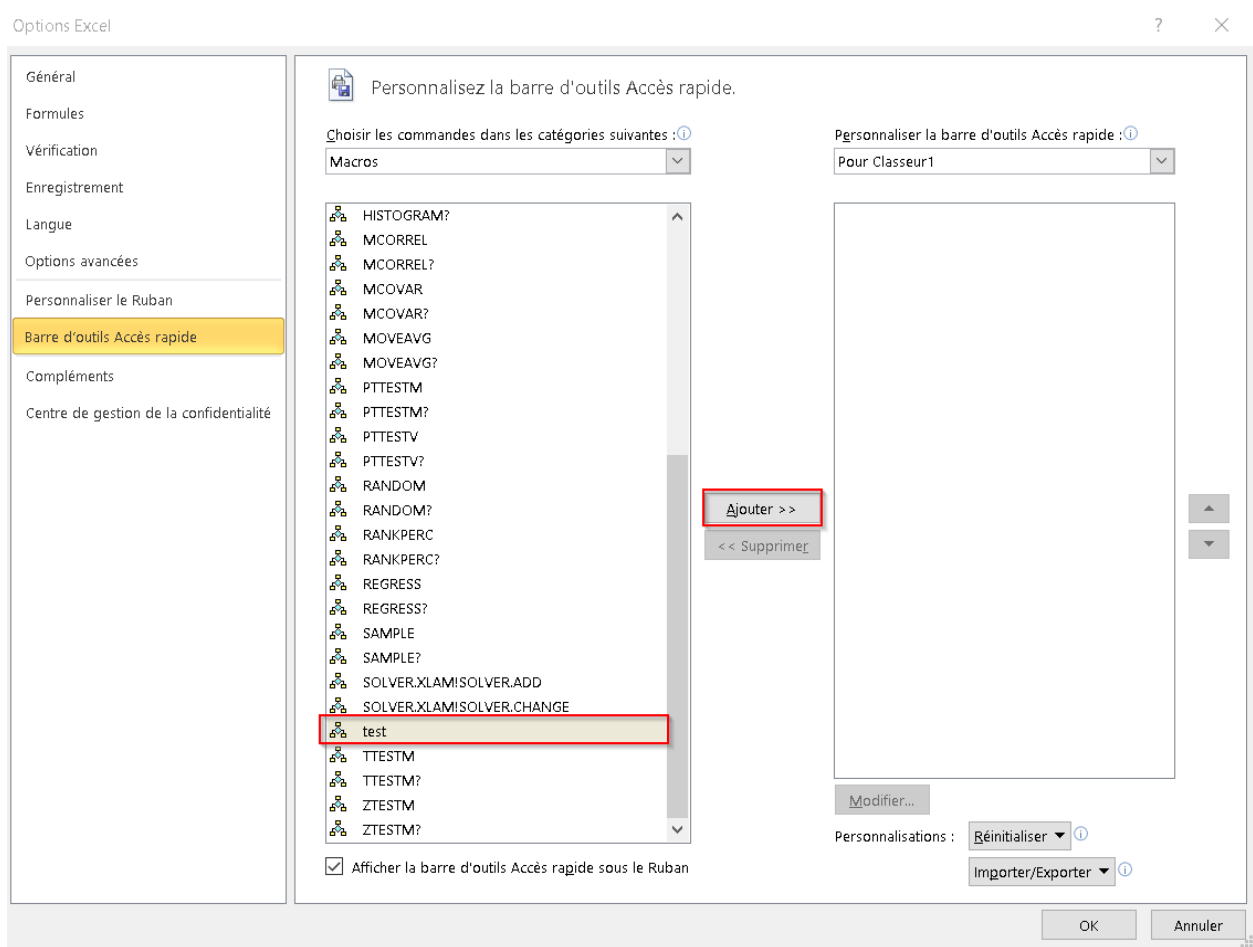 Options Excel
?
Général
Formules
Vérification
Enregistrement
Langue
Options avancées
Personnaliser le Ruban
Barre d'outils Accès rapide
Compléments
Centre de gestion de la confidentialité
Personnalisez la barre d'outils Accès rapide.
Choisir les commandes dans les catégories suivantes :
Macros
HISTOGRAM?
MCORREL
MCORREL?
MCOVAR
MCOVAR?
MOVEAVG
MOVEAVG?
PTTESTM
PTTESTM?
PTTESTV
PTTESTV?
RANDOM
RANDOM?
RANKPERC
RANKPERC?
REGRESS
REGRESS?
SAMPLE
SAMPLE?
SOLVER.XLAM!SOLVER.ADD
SOLVER.XLAM!SOLVER.CHANGE
test
TTESTM
TTESTM?
ZTESTM
ZTESTM?
Afficher la barre d'outils Accès rapide sous le Ruban
Ajouter >>
<< Supprimer
Personnaliser la barre d'outils Accès rapide :
Pour Classeur1
Modifier...
Personnalisations :
Réinitialiser
Importer/Exporter
OK
Annuler